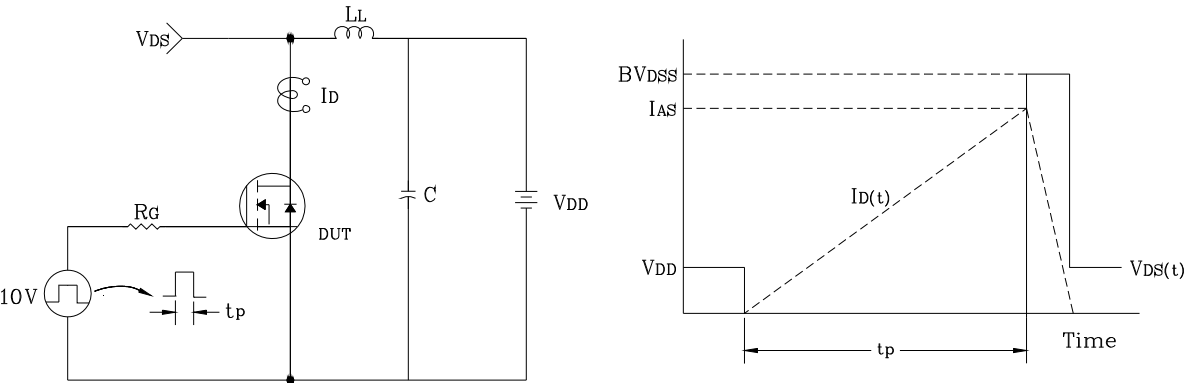 LL
VDS
ID
C
VDD
RG
DUT
10V
tp
BVDSS
IAS
ID(t)
VDD
VDS(t)
Time
tp